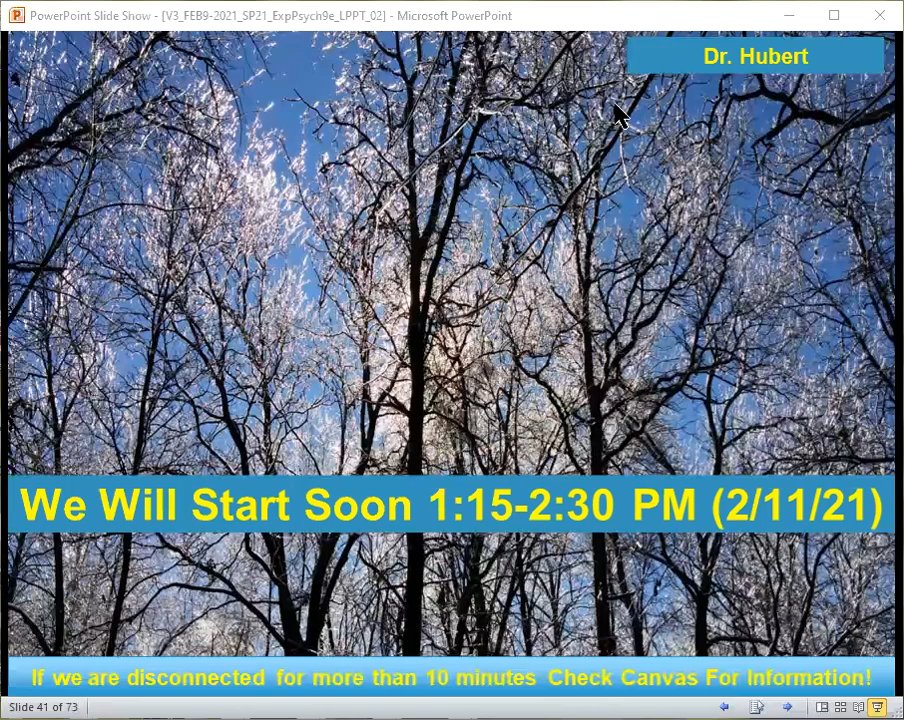 PowerPoint Slide Show - [V3_FEB9-2021_SP21_ExpPsych9e_LPPT_02] - Microsoft PowerPoint
Dr. Hubert
We Will Start Soon 1:15-2:30 PM (2/11/21)
If we are disconnected for more than 10 minutes Check Canvas For Information!
Slide 41 of 73